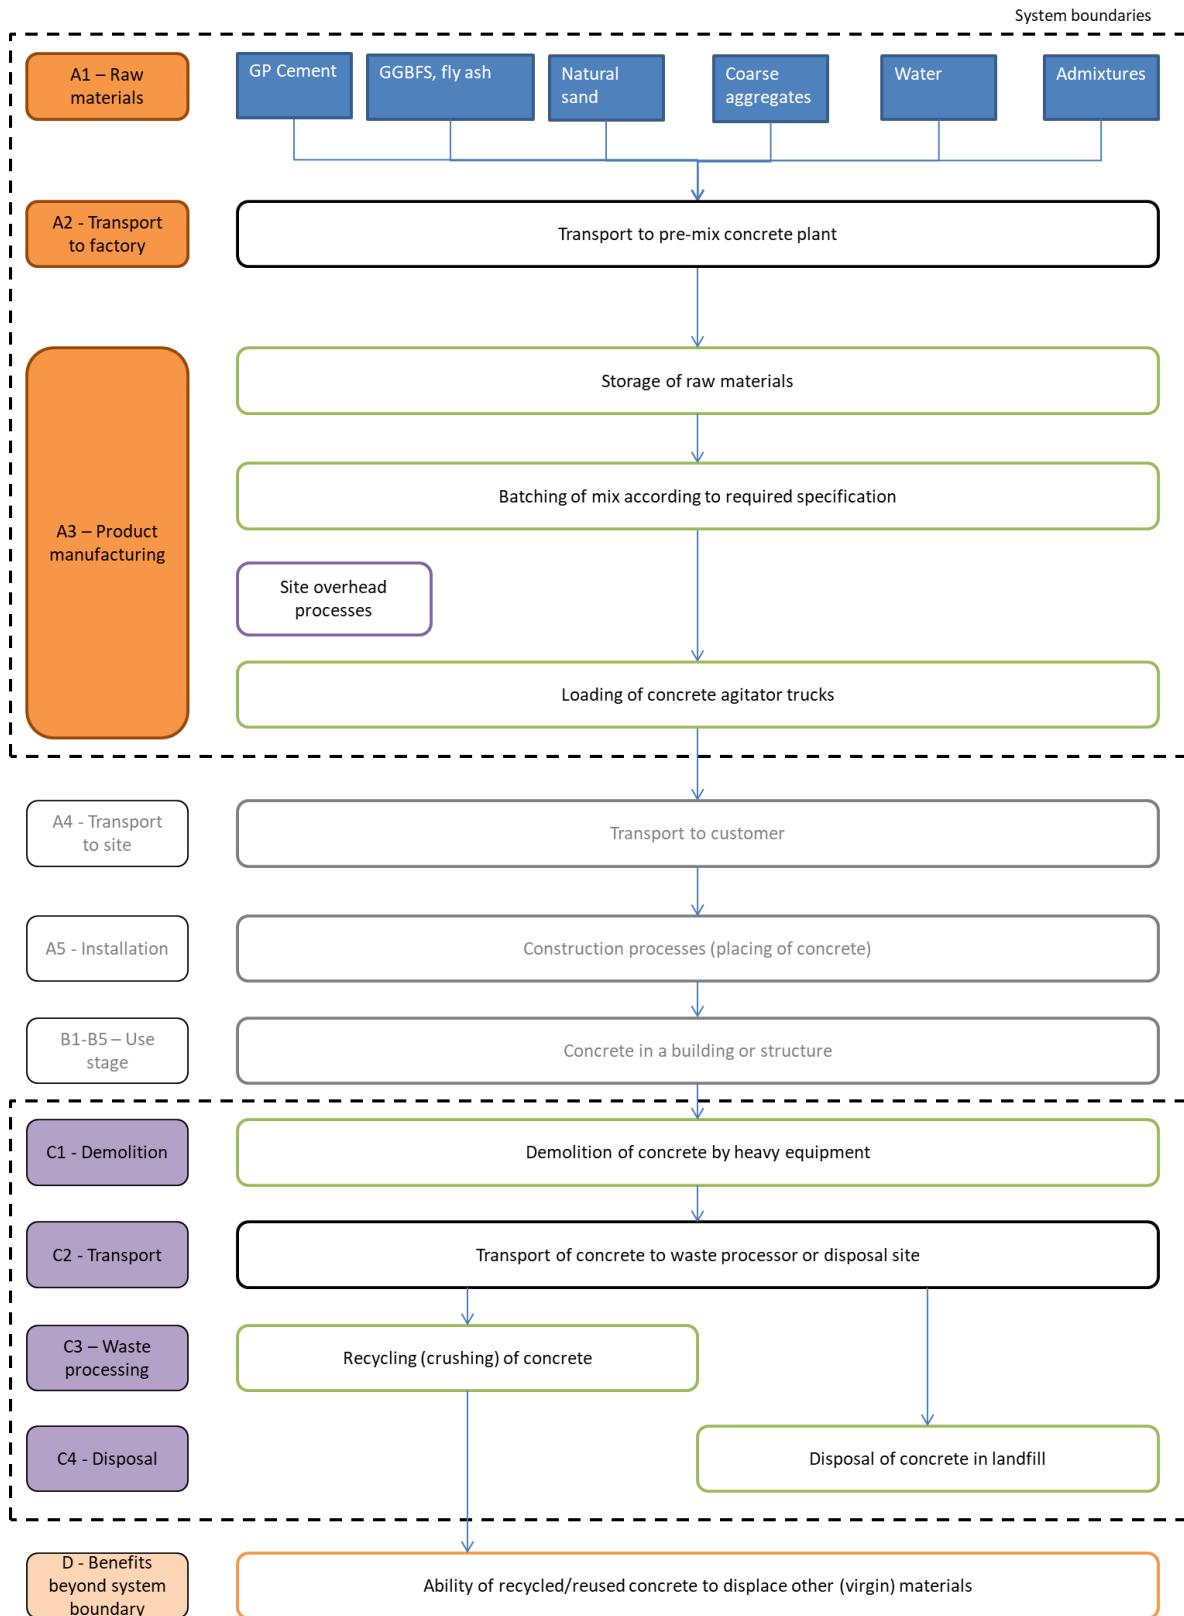 System boundaries
A1 – Raw
materials
GP Cement
GGBFS, fly ash
Natural
sand
Coarse
aggregates
Water
Admixtures
A2 - Transport
to factory
Transport to pre-mix concrete plant
Storage of raw materials
Batching of mix according to required specification
A3 – Product
manufacturing
Site overhead
processes
Loading of concrete agitator trucks
A4 - Transport
to site
Transport to customer
A5 - Installation
Construction processes (placing of concrete)
B1-B5 – Use
stage
Concrete in a building or structure
C1 - Demolition
Demolition of concrete by heavy equipment
C2 - Transport
Transport of concrete to waste processor or disposal site
C3 – Waste
processing
Recycling (crushing) of concrete
C4 - Disposal
Disposal of concrete in landfill
D - Benefits
beyond system
boundary
Ability of recycled/reused concrete to displace other (virgin) materials